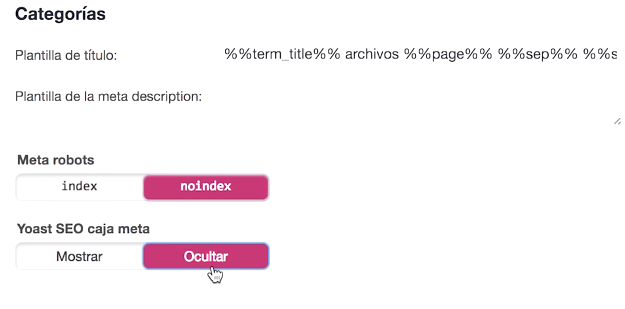 Categorías
Plantilla de título: %%term_title%% archivos %%page%% %%sep%% %%s
Plantilla de la meta description:
Meta robots
index noindex
Yoast SEO caja meta
Mostrar Ocultar